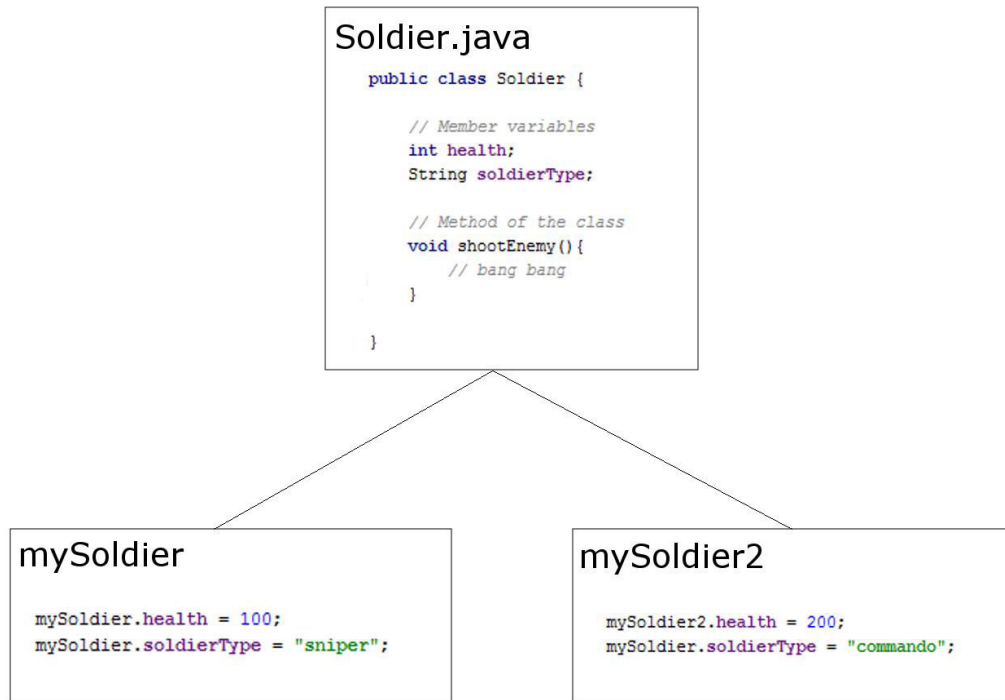 Soldier.java
public class Soldier {
// Member variables
int health;
String soldierType;
// Method of the class
void shootEnemy(){
// bang bang
}
}
mySoldier
mySoldier.health = 100;
mySoldier.soldierType = "sniper";
mySoldier2
mySoldier2.health = 200;
mySoldier.soldierType = "commando";